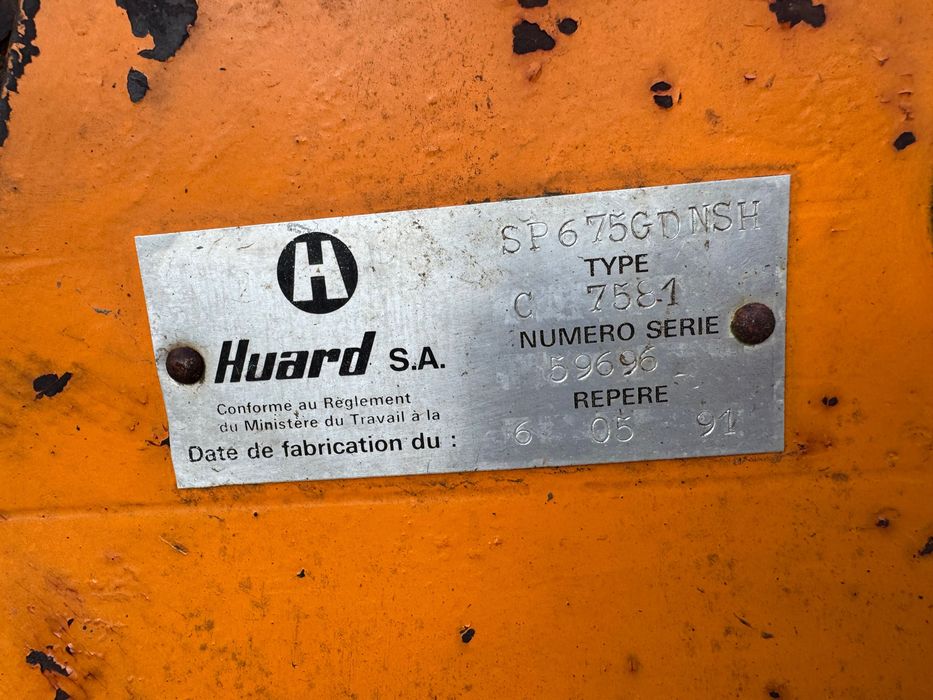 H
Huard S.A.
Conforme au Règlement
du Ministère du Travail à la
Date de fabrication du :
SP675GDNSH
TYPE
C 7581
NUMERO SERIE
59696
REPERE
6 05 91